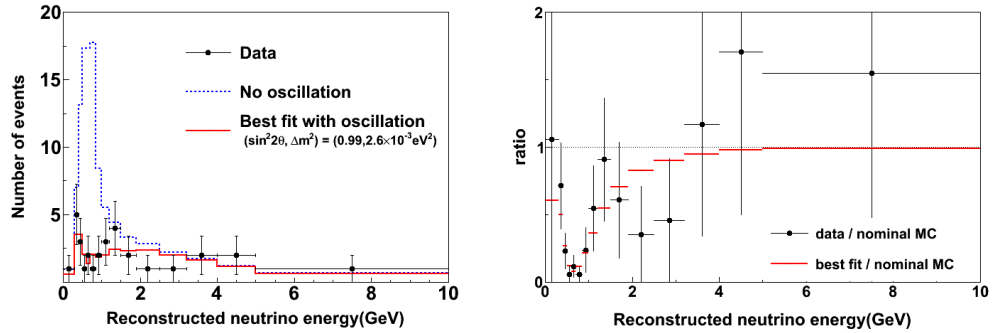 Number of events
20
15
10
5
0
Data
No oscillation
Best fit with oscillation
(sin²2θ, Δm²) = (0.99,2.6×10⁻³eV²)
0 2 4 6 8 10
Reconstructed neutrino energy(GeV)
ratio
2
1
0
data / nominal MC
best fit / nominal MC
0 2 4 6 8 10
Reconstructed neutrino energy(GeV)